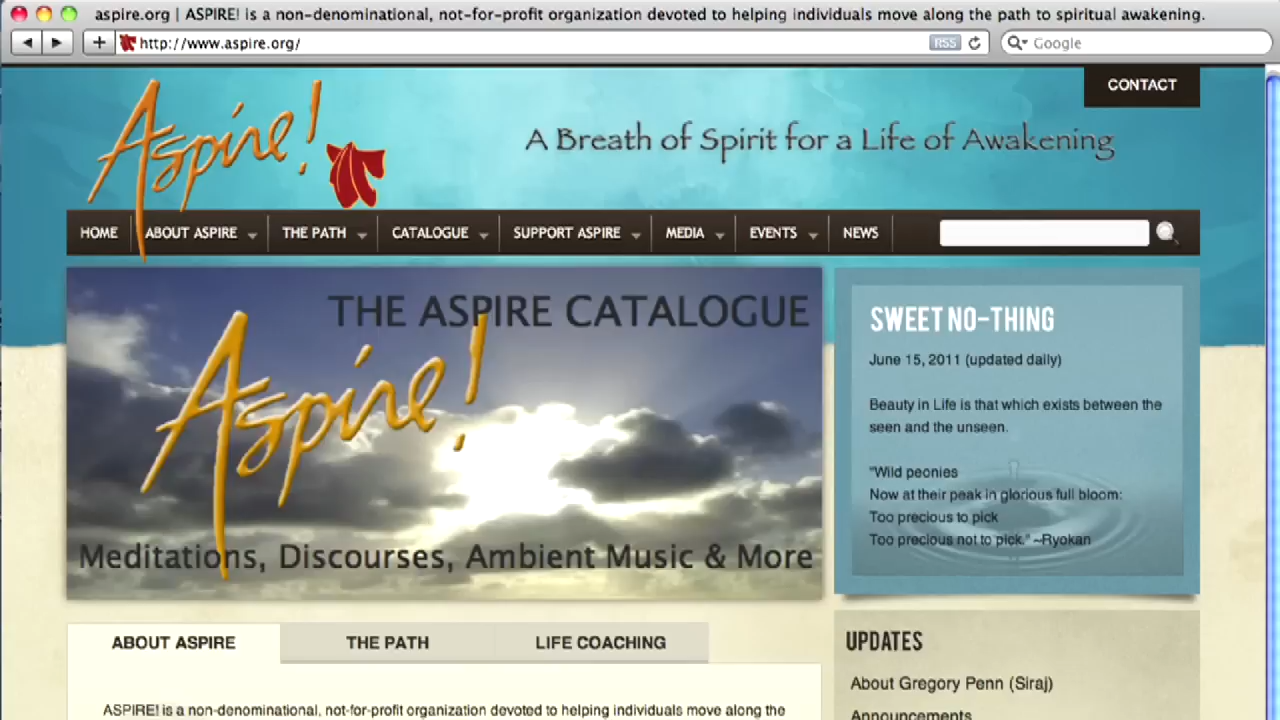 aspire.org | ASPIRE! is a non-denominational, not-for-profit organization devoted to helping individuals move along the path to spiritual awakening.
http://www.aspire.org/
RSS
Google
CONTACT
Aspire!
A Breath of Spirit for a Life of Awakening
HOME
ABOUT ASPIRE
THE PATH
CATALOGUE
SUPPORT ASPIRE
MEDIA
EVENTS
NEWS
THE ASPIRE CATALOGUE
Aspire!
Meditations, Discourses, Ambient Music & More
SWEET NO-THING
June 15, 2011 (updated daily)
Beauty in Life is that which exists between the
seen and the unseen.
"Wild peonies
Now at their peak in glorious full bloom:
Too precious to pick
Too precious not to pick." ~Ryokan
ABOUT ASPIRE
THE PATH
LIFE COACHING
ASPIRE! is a non-denominational, not-for-profit organization devoted to helping individuals move along the
UPDATES
About Gregory Penn (Siraj)
Announcements